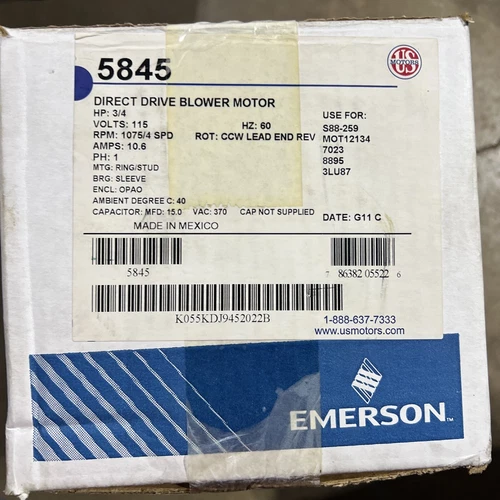 5845
US
MOTORS
DIRECT DRIVE BLOWER MOTOR
HP: 3/4
VOLTS: 115 HZ: 60
RPM: 1075/4 SPD ROT: CCW LEAD END REV
AMPS: 10.6
PH: 1
MTG: RING/STUD
BRG: SLEEVE
ENCL: OPAO
AMBIENT DEGREE C: 40
CAPACITOR: MFD: 15.0 VAC: 370 CAP NOT SUPPLIED
MADE IN MEXICO
USE FOR:
S88-259
MOT12134
7023
8895
3LU87
DATE: G11 C
5845
7 86382 05522 6
K055KDJ9452022B
1-888-637-7333
www.usmotors.com
EMERSON™